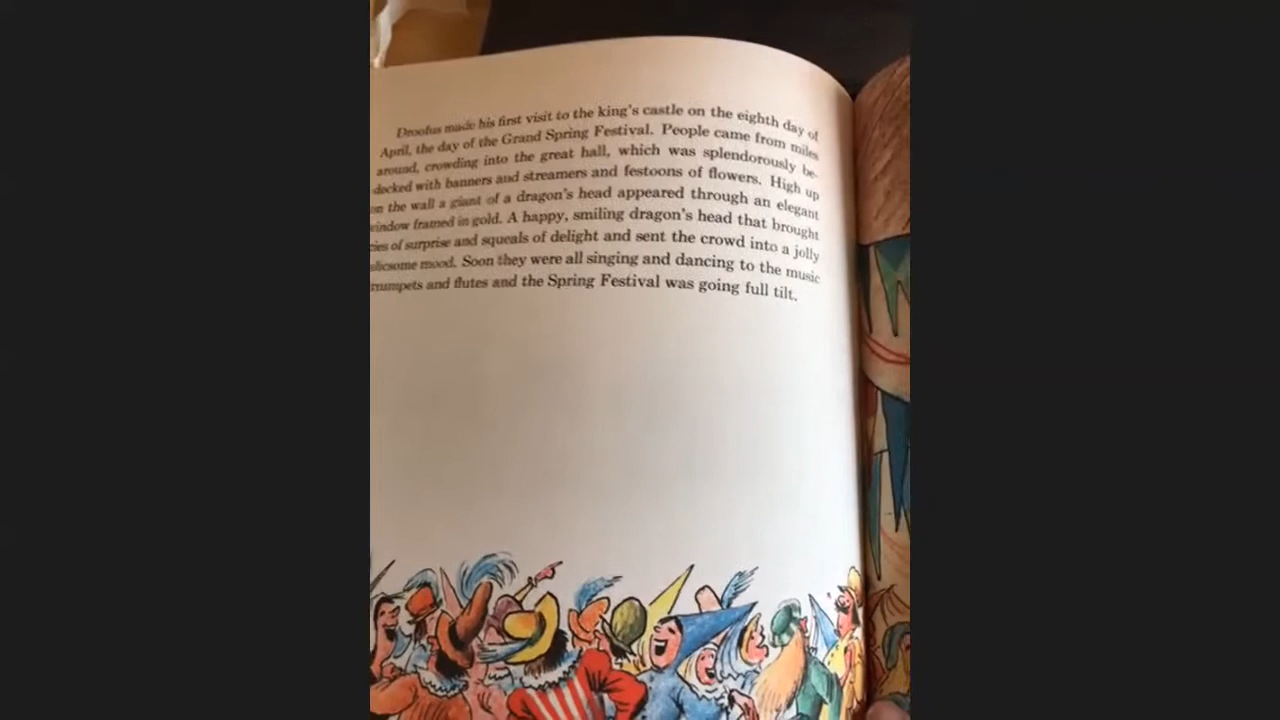 Droofus made his first visit to the king's castle on the eighth day of
April, the day of the Grand Spring Festival. People came from miles
around, crowding into the great hall, which was splendorously be-
decked with banners and streamers and festoons of flowers. High up
on the wall a giant of a dragon's head appeared through an elegant
indow framed in gold. A happy, smiling dragon's head that brought
ies of surprise and squeals of delight and sent the crowd into a jolly
licsome mood. Soon they were all singing and dancing to the music
trumpets and flutes and the Spring Festival was going full tilt.